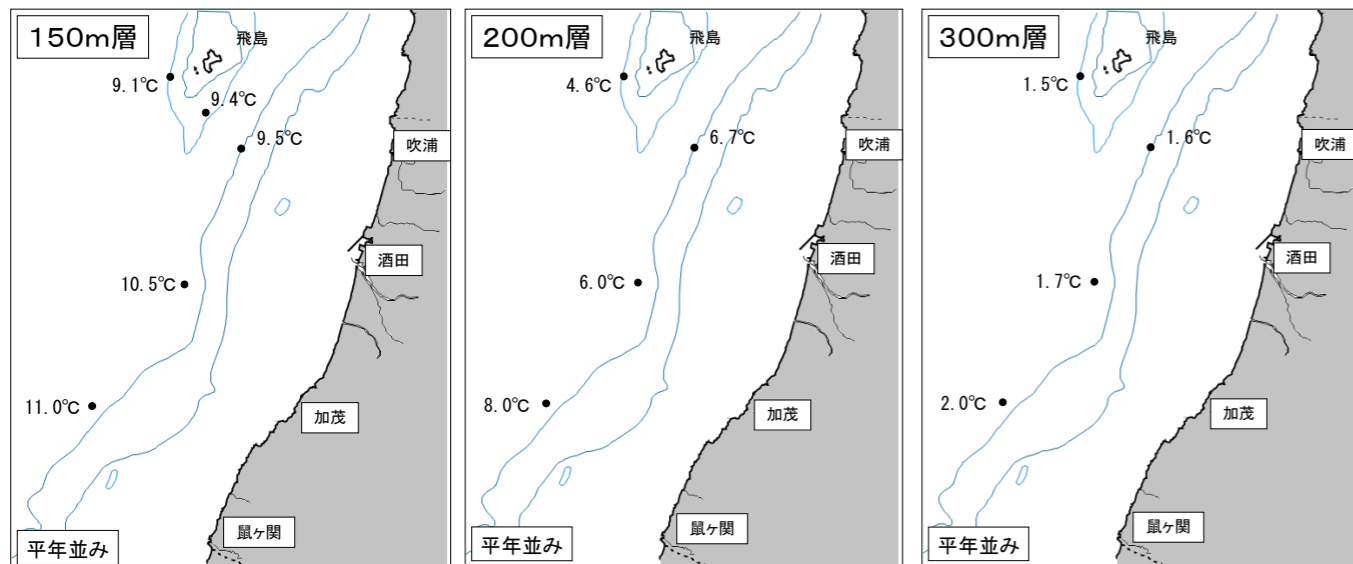 150m層
飛島
9.1℃
9.4℃
9.5℃
吹浦
酒田
10.5℃
11.0℃
加茂
鼠ヶ関
平年並み
200m層
飛島
4.6℃
6.7℃
吹浦
酒田
6.0℃
8.0℃
加茂
鼠ヶ関
平年並み
300m層
飛島
1.5℃
1.6℃
吹浦
酒田
1.7℃
2.0℃
加茂
鼠ヶ関
平年並み